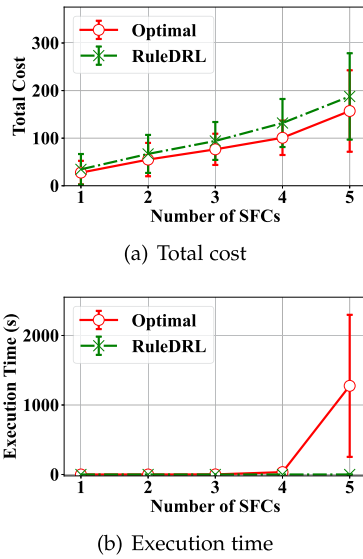 Optimal
RuleDRL
Total Cost
300
200
100
0
1 2 3 4 5
Number of SFCs
(a) Total cost
Optimal
RuleDRL
Execution Time (s)
2000
1000
0
1 2 3 4 5
Number of SFCs
(b) Execution time